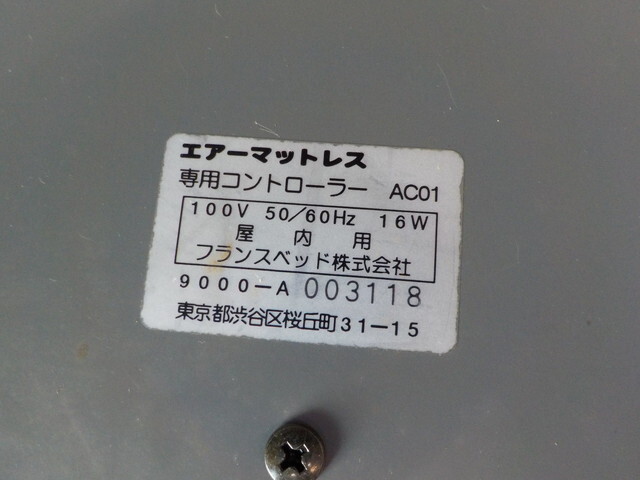 エアーマットレス
専用コントローラー AC01
100V 50/60Hz 16W
屋内用
フランスベッド株式会社
9000-A 003118
東京都渋谷区桜丘町31-15